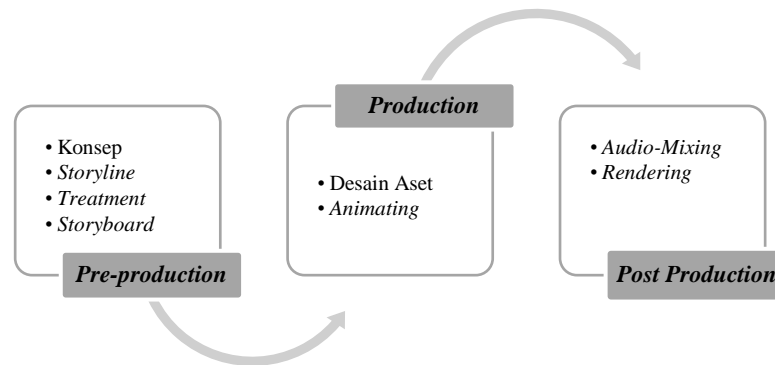 • Konsep
• Storyline
• Treatment
• Storyboard
Pre-production
Production
• Desain Aset
• Animating
• Audio-Mixing
• Rendering
Post Production